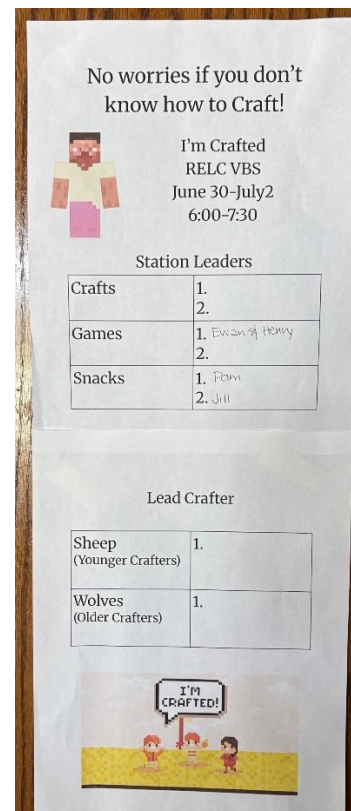 No worries if you don't
know how to Craft!
I'm Crafted
RELC VBS
June 30-July2
6:00-7:30
Station Leaders
Crafts 1.
2.
Games 1. Ewan & Henry
2.
Snacks 1. Pam
2. Jill
Lead Crafter
Sheep 1.
(Younger Crafters)
Wolves 1.
(Older Crafters)
I'M
CRAFTED!